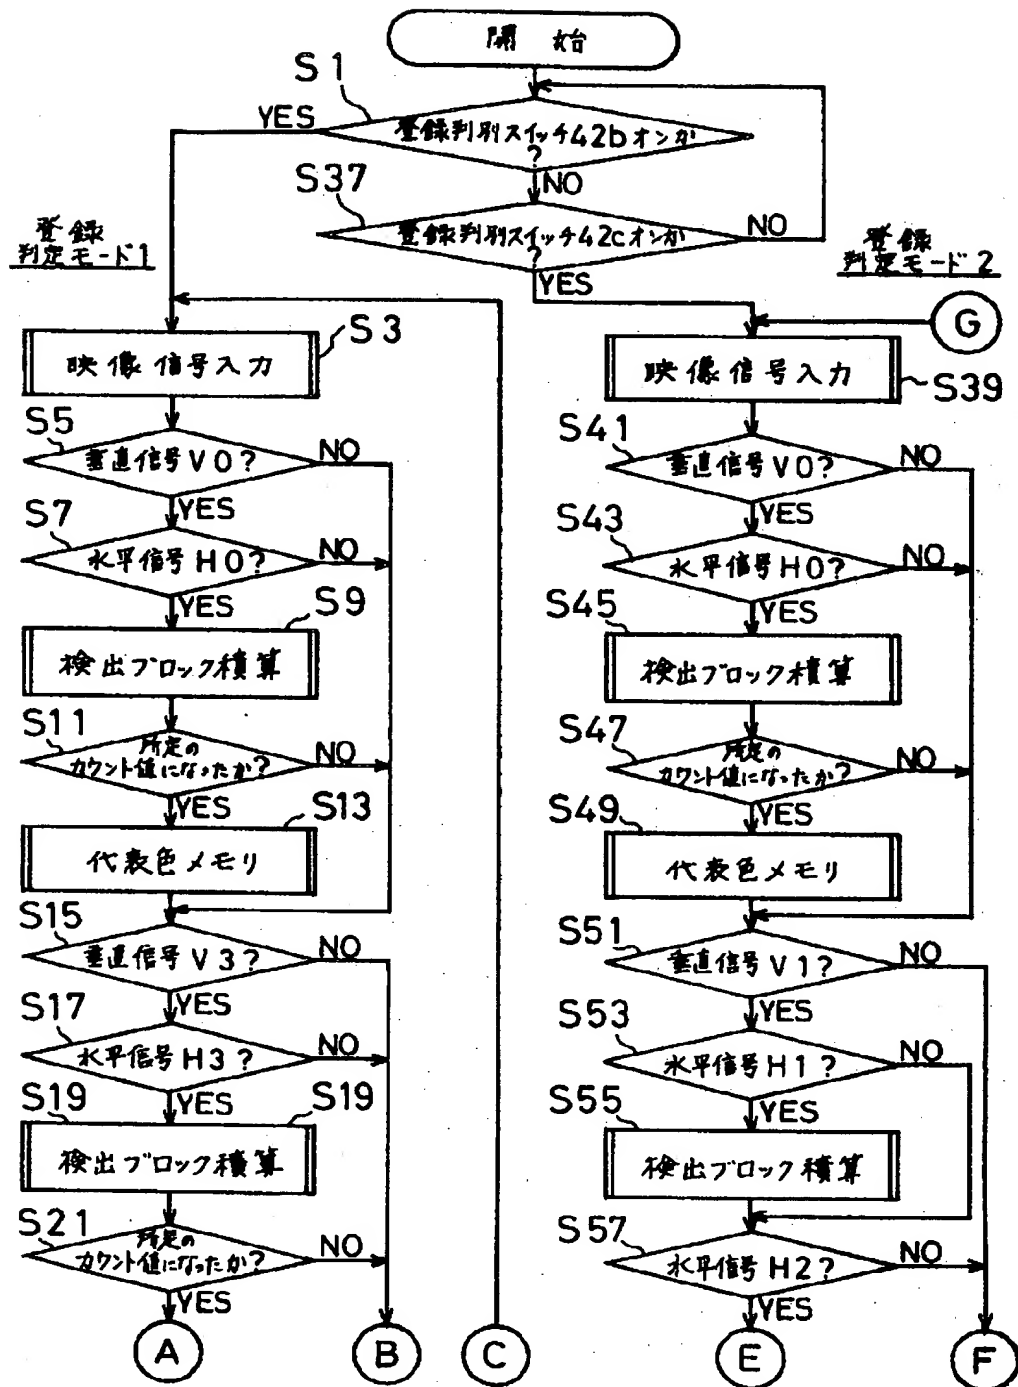 開始
S1
YES
登録判別スイッチ42bオンか
?
NO
S37
登録判別スイッチ42cオンか
?
NO
YES
登録
判定モード1
登録
判定モード2
G
映像信号入力
S3
S5
垂直信号V0?
NO
YES
S7
水平信号H0?
NO
YES
S9
検出ブロック積算
S11
所定の
カウント値になったか?
NO
YES
S13
代表色メモリ
S15
垂直信号V3?
NO
YES
S17
水平信号H3?
NO
YES
S19
S19
検出ブロック積算
S21
所定の
カウント値になったか?
NO
YES
A
B
C
映像信号入力
S39
S41
垂直信号V0?
NO
YES
S43
水平信号H0?
NO
YES
S45
検出ブロック積算
S47
所定の
カウント値になったか?
NO
YES
S49
代表色メモリ
S51
垂直信号V1?
NO
YES
S53
水平信号H1?
NO
YES
S55
検出ブロック積算
S57
水平信号H2?
NO
YES
E
F